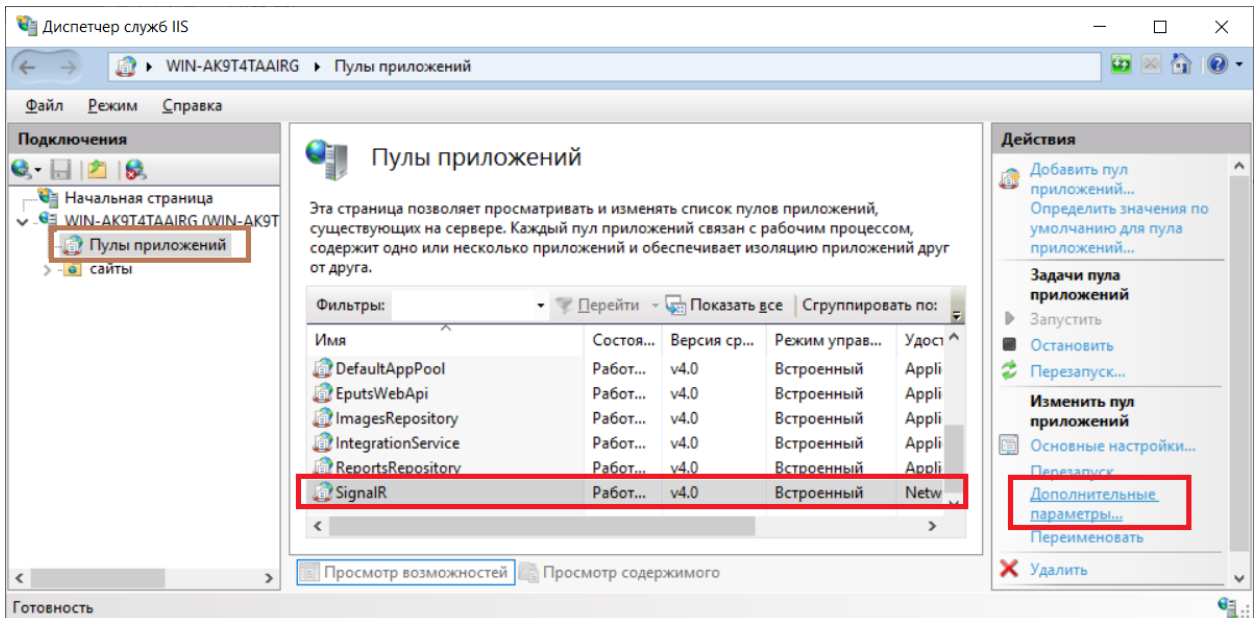 Диспетчер служб IIS
WIN-AK9T4TAAIRG Пулы приложений
Файл Режим Справка
Подключения
Начальная страница
WIN-AK9T4TAAIRG (WIN-AK9T
Пулы приложений
сайты
Пулы приложений
Эта страница позволяет просматривать и изменять список пулов приложений,
существующих на сервере. Каждый пул приложений связан с рабочим процессом,
содержит одно или несколько приложений и обеспечивает изоляцию приложений друг
от друга.
Фильтры: Перейти Показать все Сгруппировать по:
Имя Состоя... Версия ср... Режим управ... Удост
DefaultAppPool Работ... v4.0 Встроенный Appli
EputsWebApi Работ... v4.0 Встроенный Appli
ImagesRepository Работ... v4.0 Встроенный Appli
IntegrationService Работ... v4.0 Встроенный Appli
ReportsRepository Работ... v4.0 Встроенный Appli
SignalR Работ... v4.0 Встроенный Netw
Просмотр возможностей Просмотр содержимого
Действия
Добавить пул
приложений...
Определить значения по
умолчанию для пула
приложений...
Задачи пула
приложений
Запустить
Остановить
Перезапуск...
Изменить пул
приложений
Основные настройки...
Перезапуск...
Дополнительные
параметры...
Переименовать
Удалить
Готовность